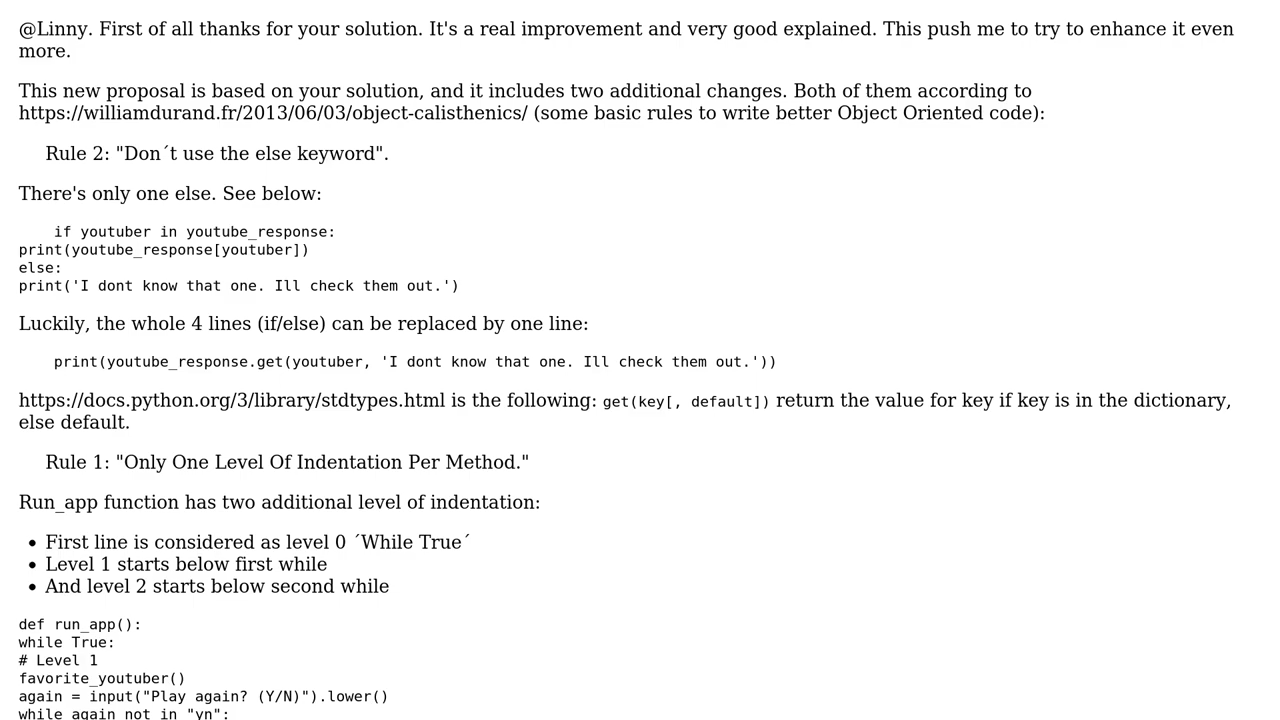 @Linny. First of all thanks for your solution. It's a real improvement and very good explained. This push me to try to enhance it even
more.
This new proposal is based on your solution, and it includes two additional changes. Both of them according to
https://williamdurand.fr/2013/06/03/object-calisthenics/ (some basic rules to write better Object Oriented code):
Rule 2: "Don´t use the else keyword".
There's only one else. See below:
if youtuber in youtube_response:
print(youtube_response[youtuber])
else:
print('I dont know that one. Ill check them out.')
Luckily, the whole 4 lines (if/else) can be replaced by one line:
print(youtube_response.get(youtuber, 'I dont know that one. Ill check them out.'))
https://docs.python.org/3/library/stdtypes.html is the following: get(key[, default]) return the value for key if key is in the dictionary,
else default.
Rule 1: "Only One Level Of Indentation Per Method."
Run_app function has two additional level of indentation:
• First line is considered as level 0 ´While True´
• Level 1 starts below first while
• And level 2 starts below second while
def run_app():
while True:
# Level 1
favorite_youtuber()
again = input("Play again? (Y/N)").lower()
while again not in "yn":